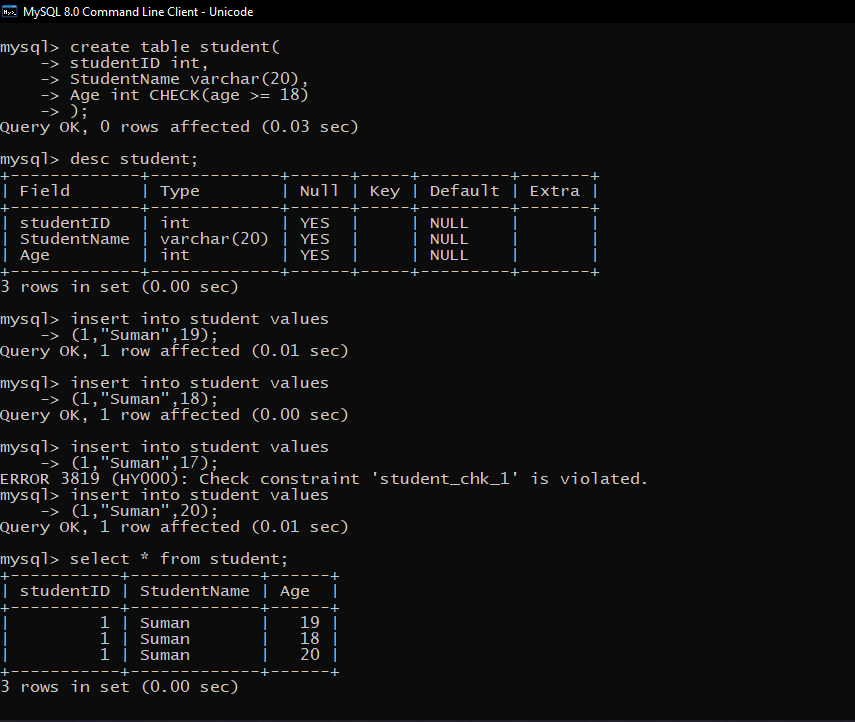 MySQL 8.0 Command Line Client - Unicode
mysql> create table student(
    -> studentID int,
    -> StudentName varchar(20),
    -> Age int CHECK(age >= 18)
    -> );
Query OK, 0 rows affected (0.03 sec)
mysql> desc student;
+-------------+-------------+------+-----+---------+-------+
| Field       | Type        | Null | Key | Default | Extra |
+-------------+-------------+------+-----+---------+-------+
| studentID   | int         | YES  |     | NULL    |       |
| StudentName | varchar(20) | YES  |     | NULL    |       |
| Age         | int         | YES  |     | NULL    |       |
+-------------+-------------+------+-----+---------+-------+
3 rows in set (0.00 sec)
mysql> insert into student values
    -> (1,"Suman",19);
Query OK, 1 row affected (0.01 sec)
mysql> insert into student values
    -> (1,"Suman",18);
Query OK, 1 row affected (0.00 sec)
mysql> insert into student values
    -> (1,"Suman",17);
ERROR 3819 (HY000): Check constraint 'student_chk_1' is violated.
mysql> insert into student values
    -> (1,"Suman",20);
Query OK, 1 row affected (0.01 sec)
mysql> select * from student;
+-----------+-------------+------+
| studentID | StudentName | Age  |
+-----------+-------------+------+
|         1 | Suman       |   19 |
|         1 | Suman       |   18 |
|         1 | Suman       |   20 |
+-----------+-------------+------+
3 rows in set (0.00 sec)